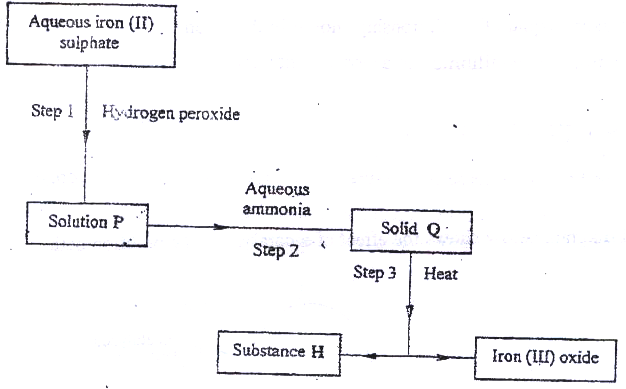 Aqueous iron (II)
sulphate
Step 1 Hydrogen peroxide
Aqueous
ammonia
Solution P
Solid Q
Step 2
Step 3 Heat
Substance H
Iron (III) oxide